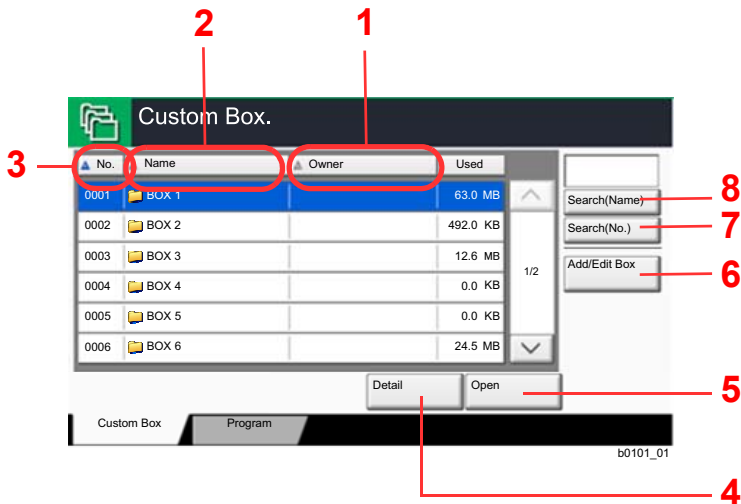 2
1
Custom Box.
3
No.
Name
Owner
Used
0001 BOX 1 63.0 MB
Search(Name)
8
0002 BOX 2 492.0 KB
Search(No.)
7
0003 BOX 3 12.6 MB
1/2
Add/Edit Box
6
0004 BOX 4 0.0 KB
0005 BOX 5 0.0 KB
0006 BOX 6 24.5 MB
Detail
Open
5
Custom Box
Program
b0101_01
4